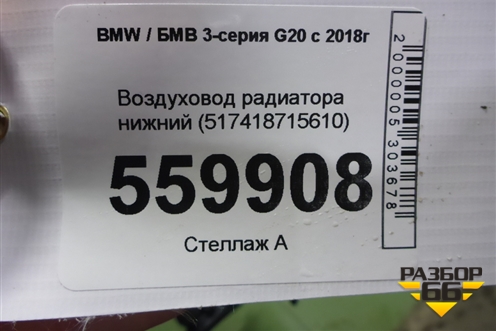 BMW / БМВ 3-серия G20 с 2018г
Воздуховод радиатора
нижний (517418715610)
559908
Стеллаж А
2000005303678
РАЗБОР
66